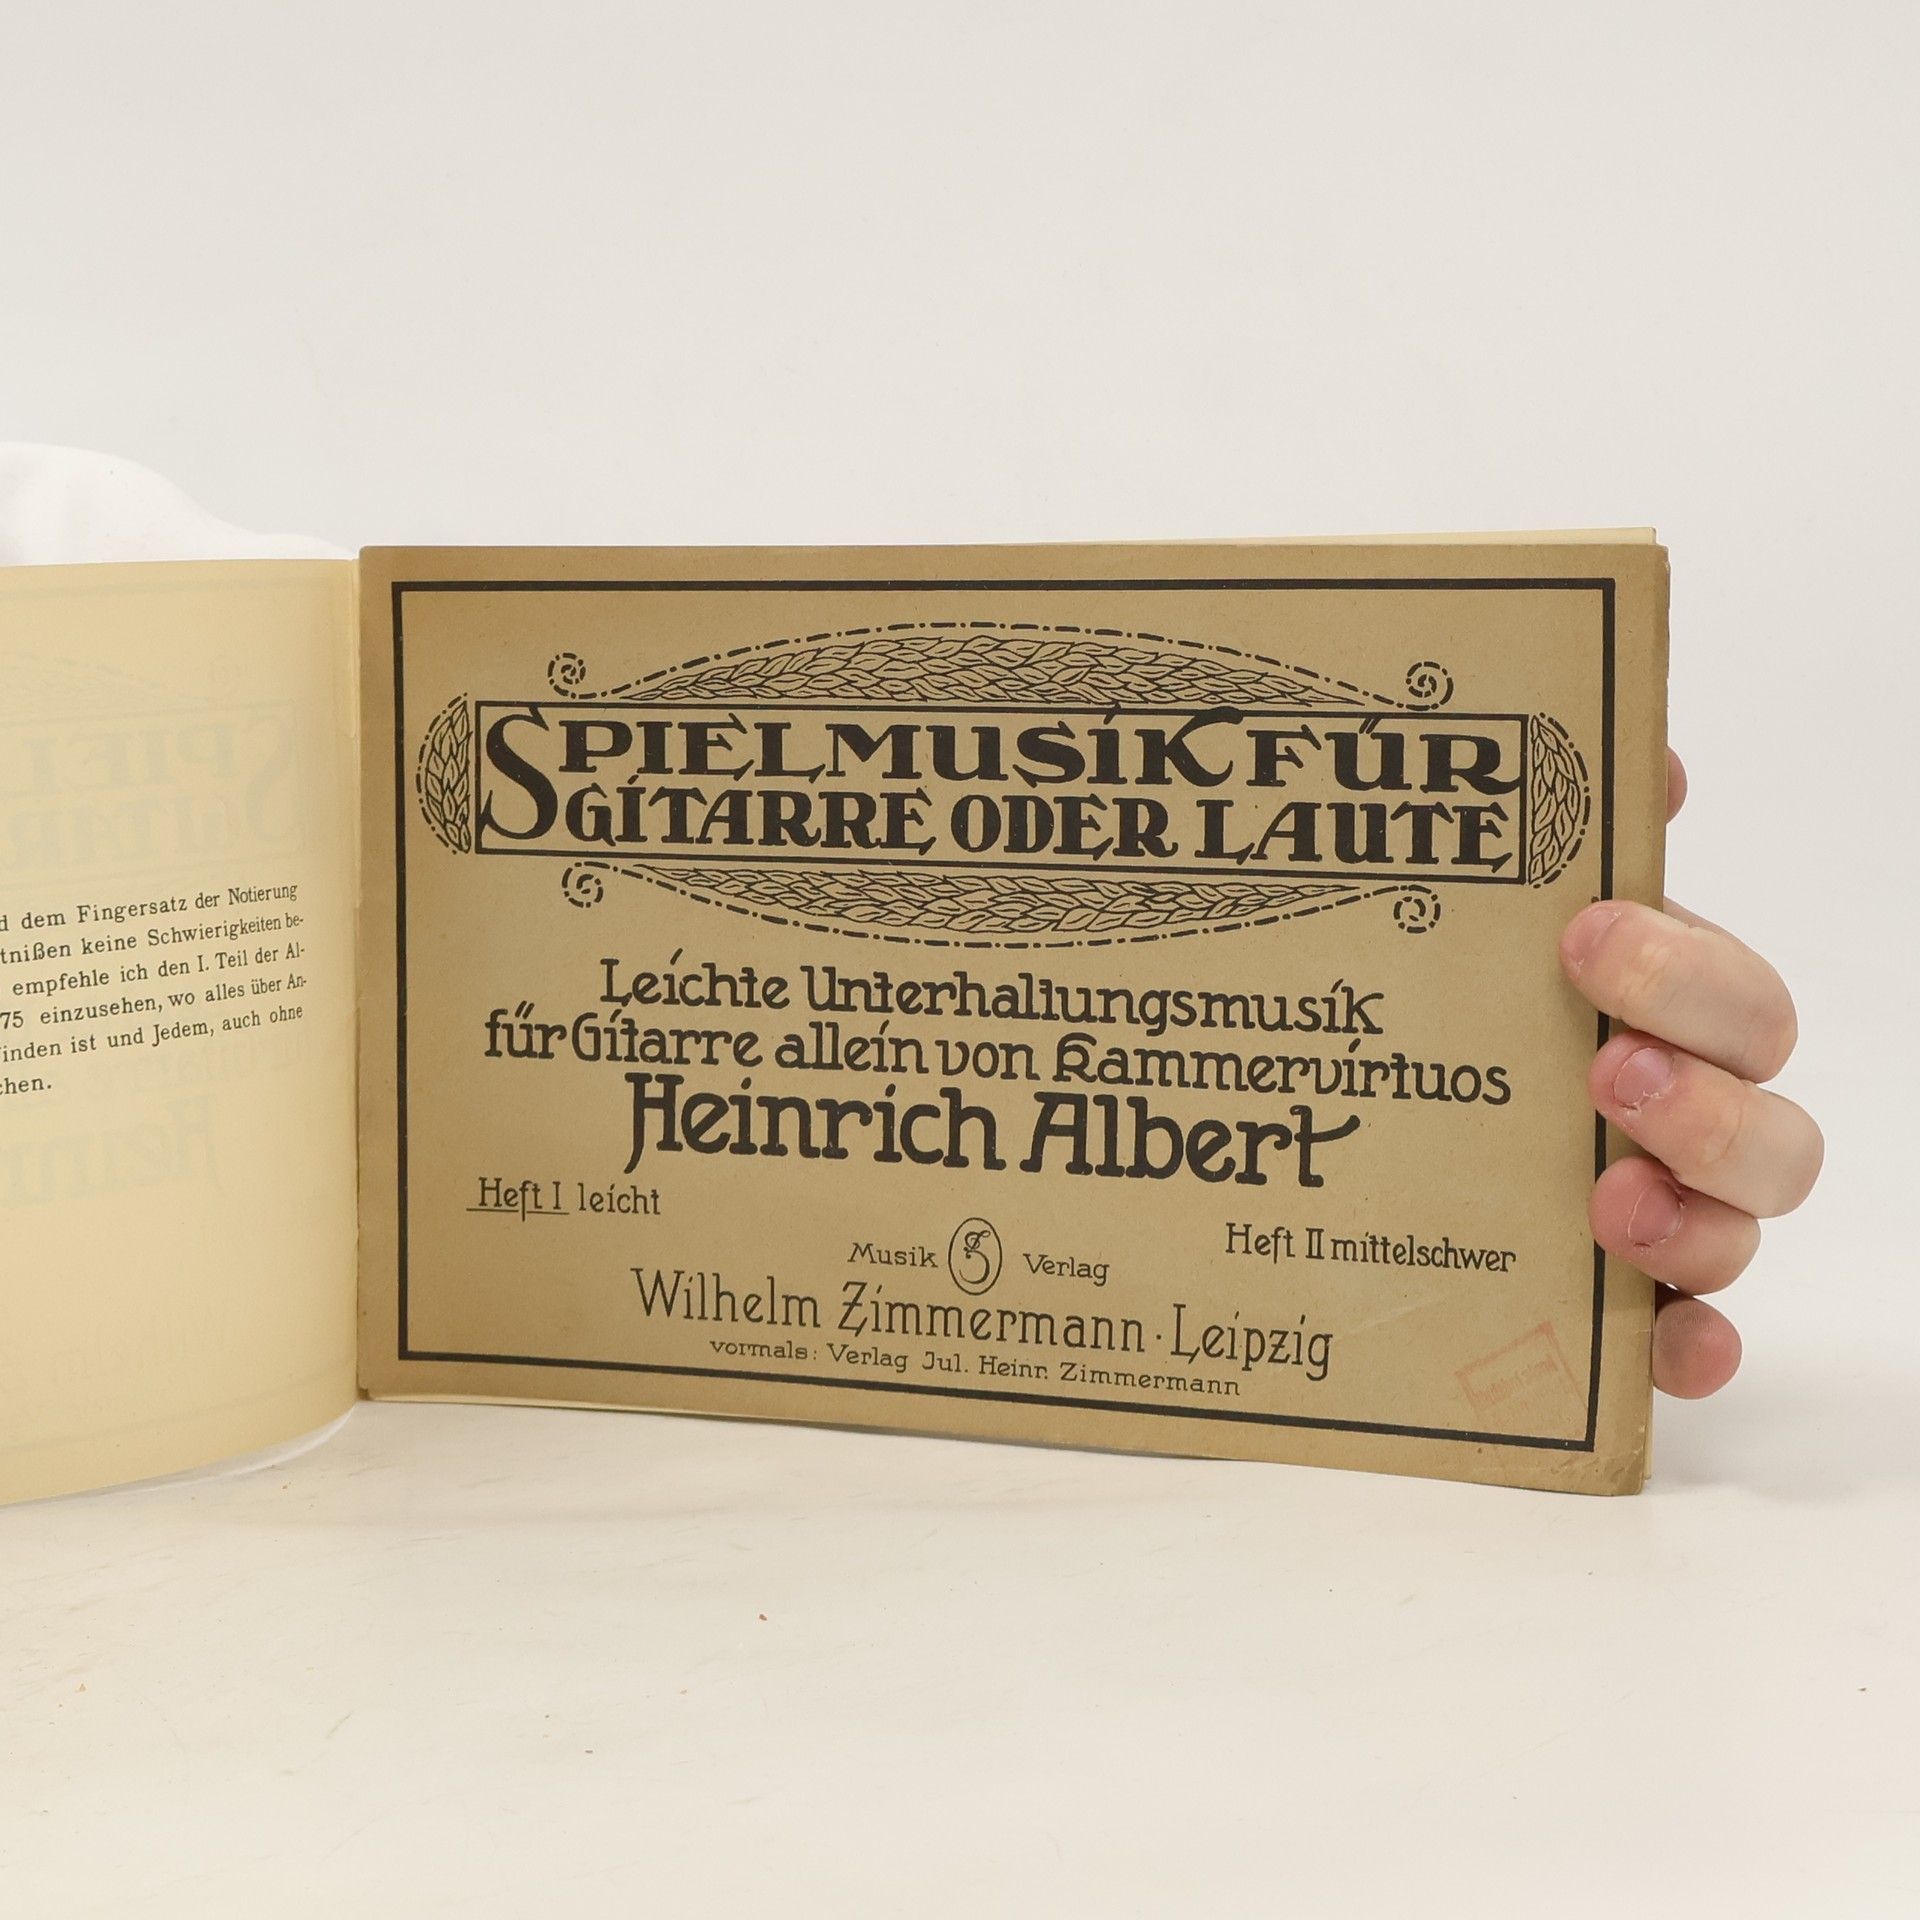 d dem Fingersatz der Notierung
tnißen keine Schwierigkeiten be-
empfehle ich den I. Teil der Al-
75 einzusehen, wo alles über An-
finden ist und Jedem, auch ohne
chen.
SPIELMUSIK FÜR
GITARRE ODER LAUTE
Leichte Unterhaltungsmusik
für Gitarre allein von Kammervirtuos
Heinrich Albert
Heft I leicht
Heft II mittelschwer
Musik Verlag
Wilhelm Zimmermann · Leipzig
vormals: Verlag Jul. Heinr. Zimmermann